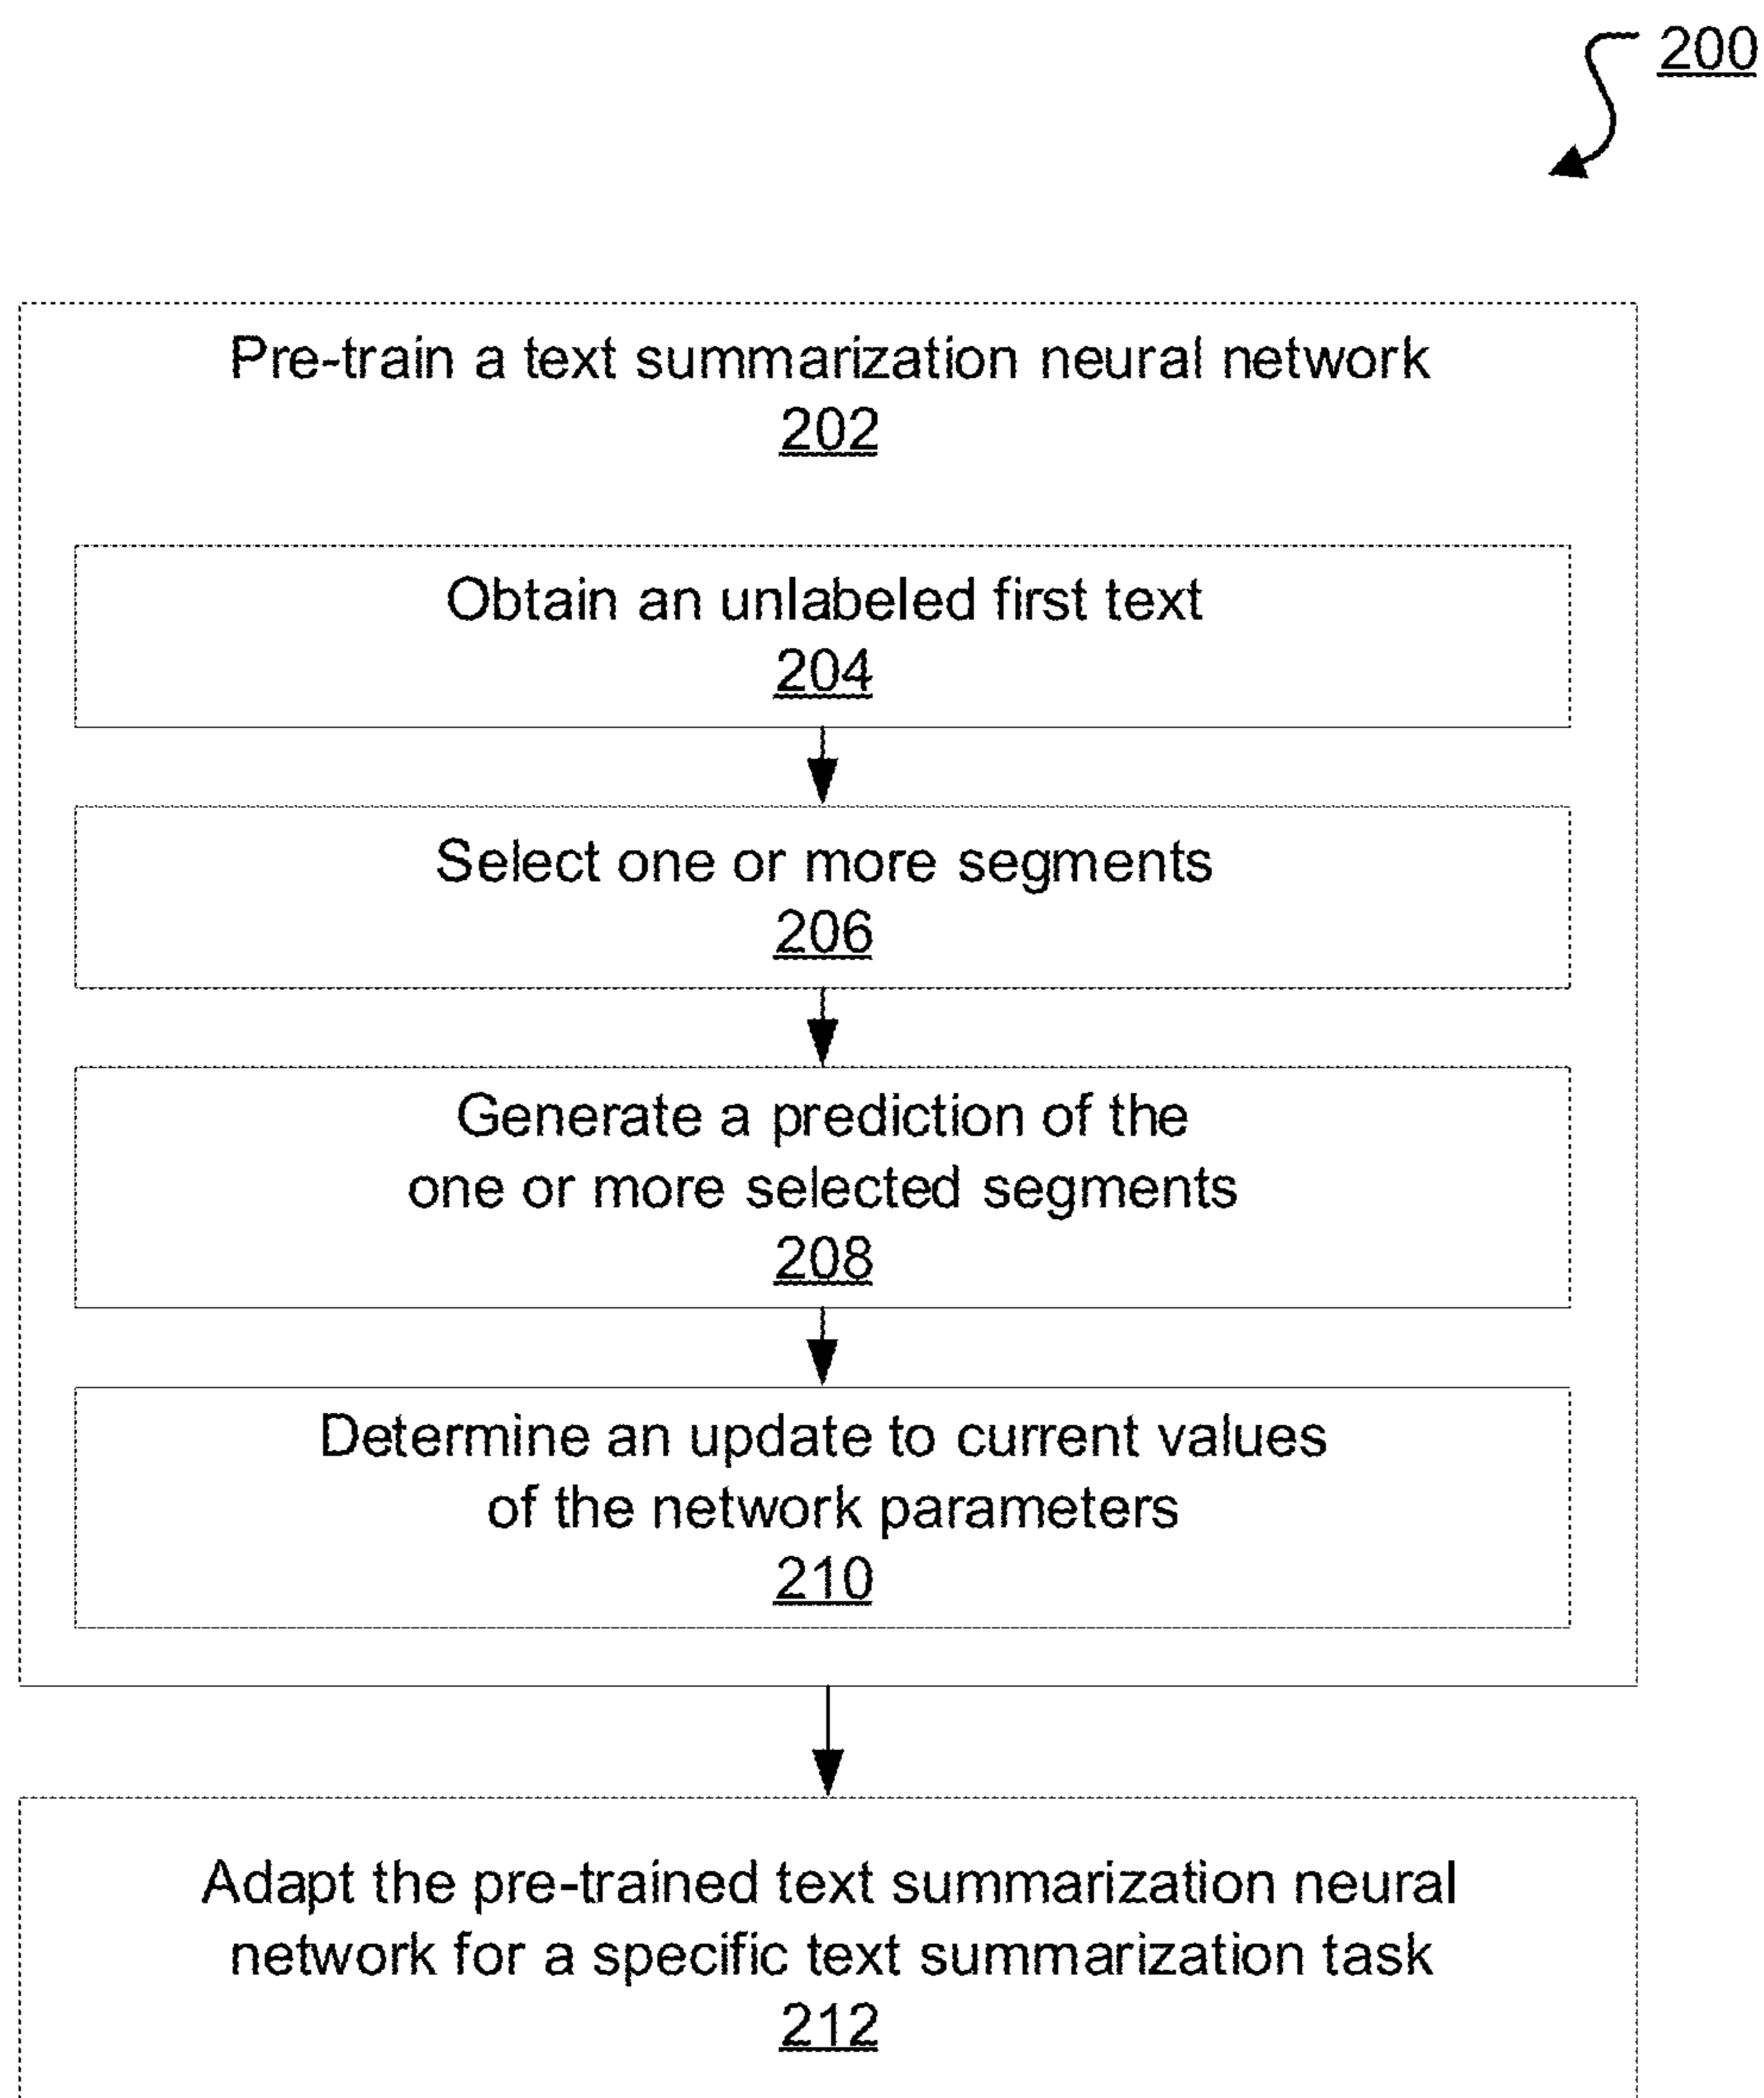 200
Pre-train a text summarization neural network
202
Obtain an unlabeled first text
204
Select one or more segments
206
Generate a prediction of the
one or more selected segments
208
Determine an update to current values
of the network parameters
210
Adapt the pre-trained text summarization neural
network for a specific text summarization task
212